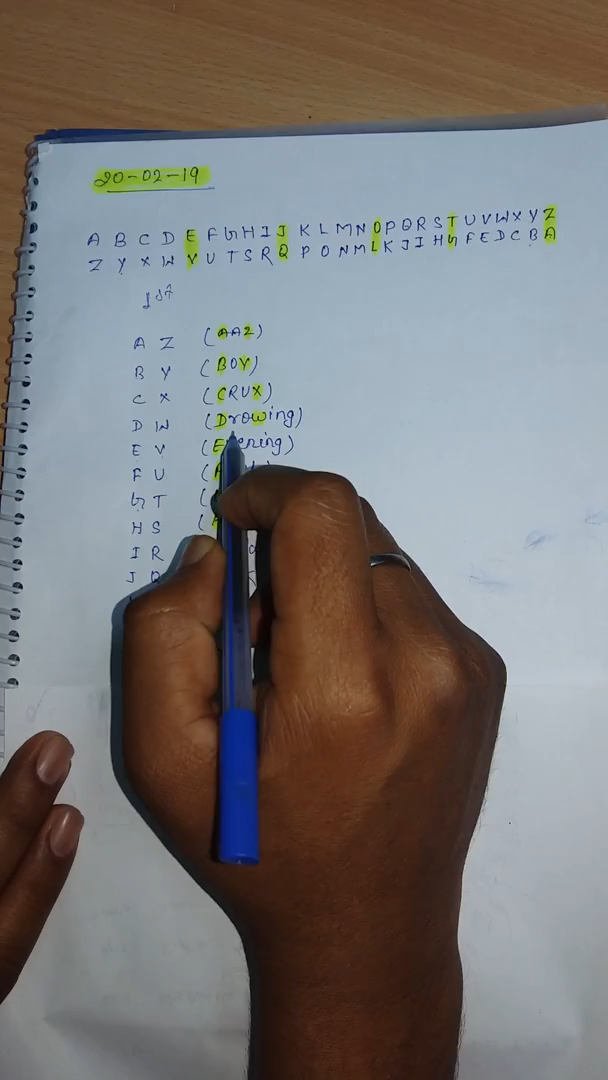 20-02-19
A B C D E F G H I J K L M N O P Q R S T U V W X Y Z
Z Y X W V U T S R Q P O N M L K J I H G F E D C B A
A Z (AAZ)
B Y (BOY)
C X (CRUX)
D W (Drowing)
E V
F U
G T
H S
I R
J Q